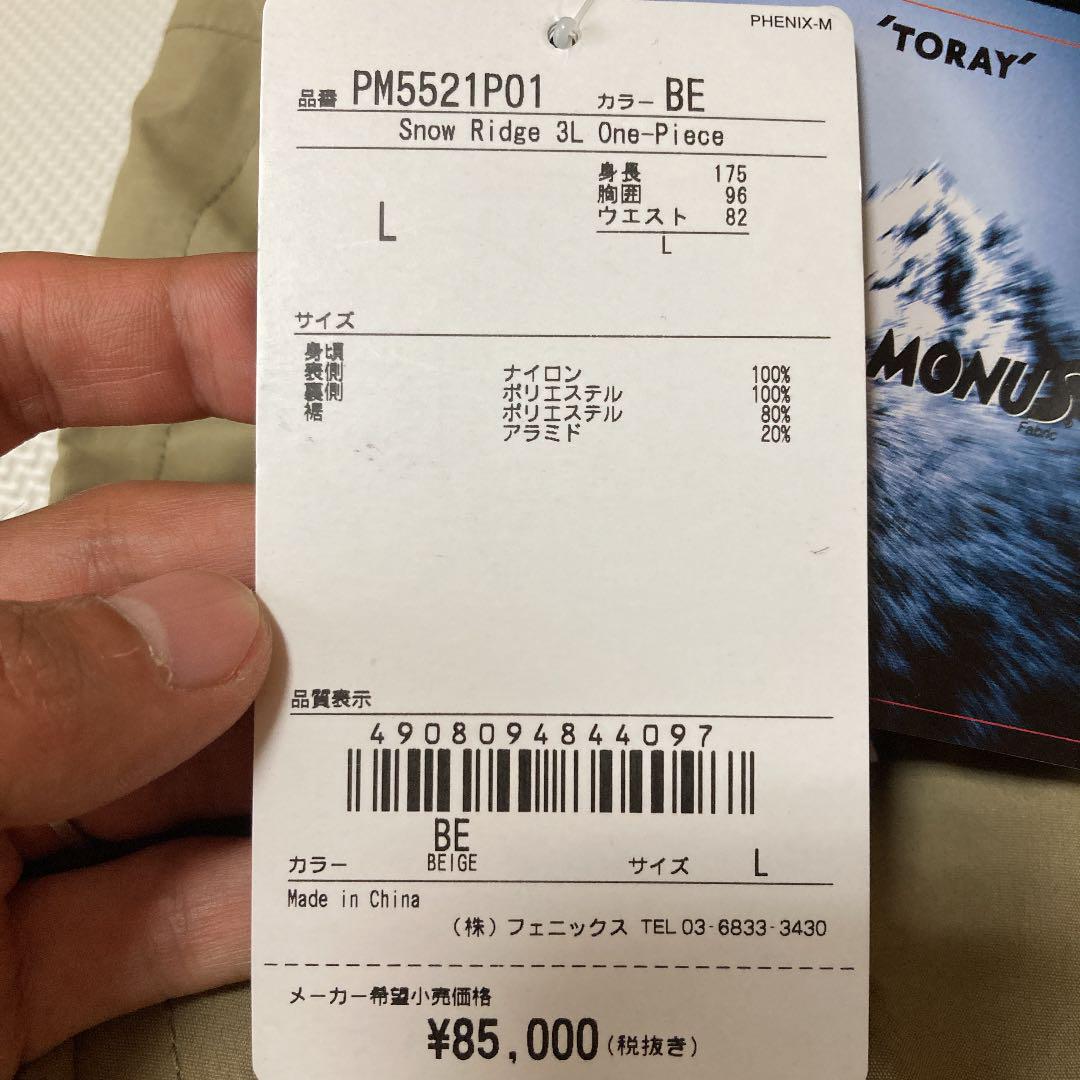 PHENIX-M
品番 PM5521P01 カラー BE
Snow Ridge 3L One-Piece
L
身長 175
胸囲 96
ウエスト 82
L
サイズ
身頃
表側 ナイロン 100%
裏側 ポリエステル 100%
裾 ポリエステル 80%
アラミド 20%
品質表示
4908094844097
BE
カラー BEIGE サイズ L
Made in China
(株)フェニックス TEL 03-6833-3430
メーカー希望小売価格
¥85,000(税抜き)
'TORAY'
MONUS
Fabric